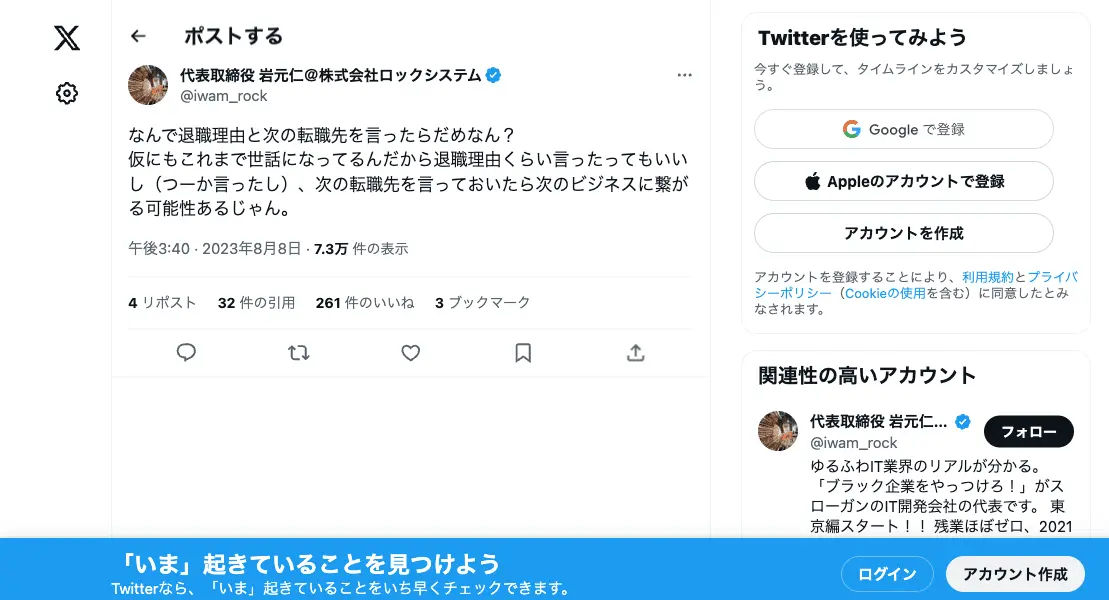 ポストする
代表取締役 岩元仁@株式会社ロックシステム
@iwam_rock
なんで退職理由と次の転職先を言ったらだめなん？
仮にもこれまで世話になってるんだから退職理由くらい言ったってもいい
し（つーか言ったし）、次の転職先を言っておいたら次のビジネスに繋が
る可能性あるじゃん。
午後3:40 · 2023年8月8日 · 7.3万 件の表示
4 リポスト 32 件の引用 261 件のいいね 3 ブックマーク
Twitterを使ってみよう
今すぐ登録して、タイムラインをカスタマイズしましょ
う。
Google で登録
Appleのアカウントで登録
アカウントを作成
アカウントを登録することにより、利用規約とプライバ
シーポリシー（Cookieの使用を含む）に同意したとみ
なされます。
関連性の高いアカウント
代表取締役 岩元仁...
@iwam_rock
フォロー
ゆるふわIT業界のリアルが分かる。
「ブラック企業をやっつけろ！」がス
ローガンのIT開発会社の代表です。 東
京編スタート！！ 残業ほぼゼロ、2021
「いま」起きていることを見つけよう
Twitterなら、「いま」起きていることをいち早くチェックできます。
ログイン
アカウント作成